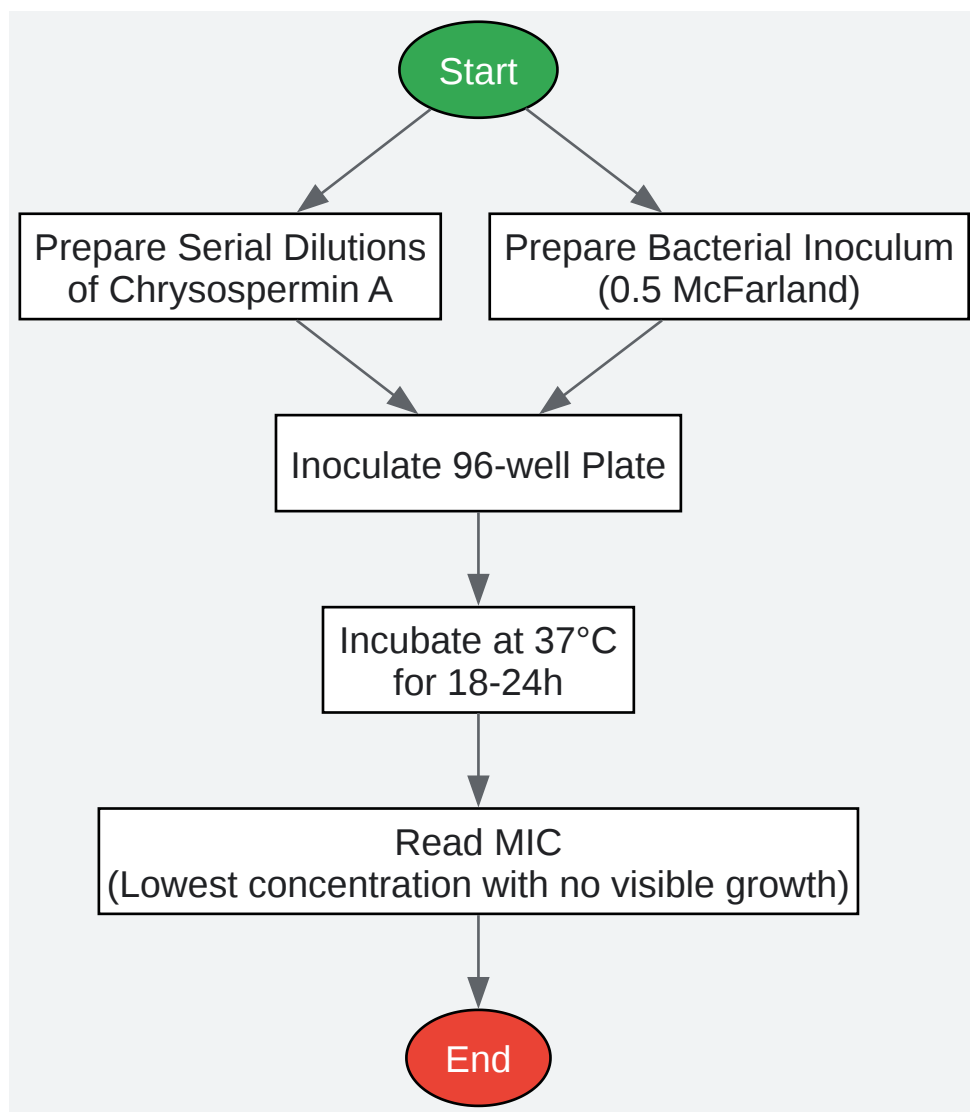 Start
Prepare Serial Dilutions
of Chrysospermin A
Prepare Bacterial Inoculum
(0.5 McFarland)
Inoculate 96-well Plate
Incubate at 37°C
for 18-24h
Read MIC
(Lowest concentration with no visible growth)
End